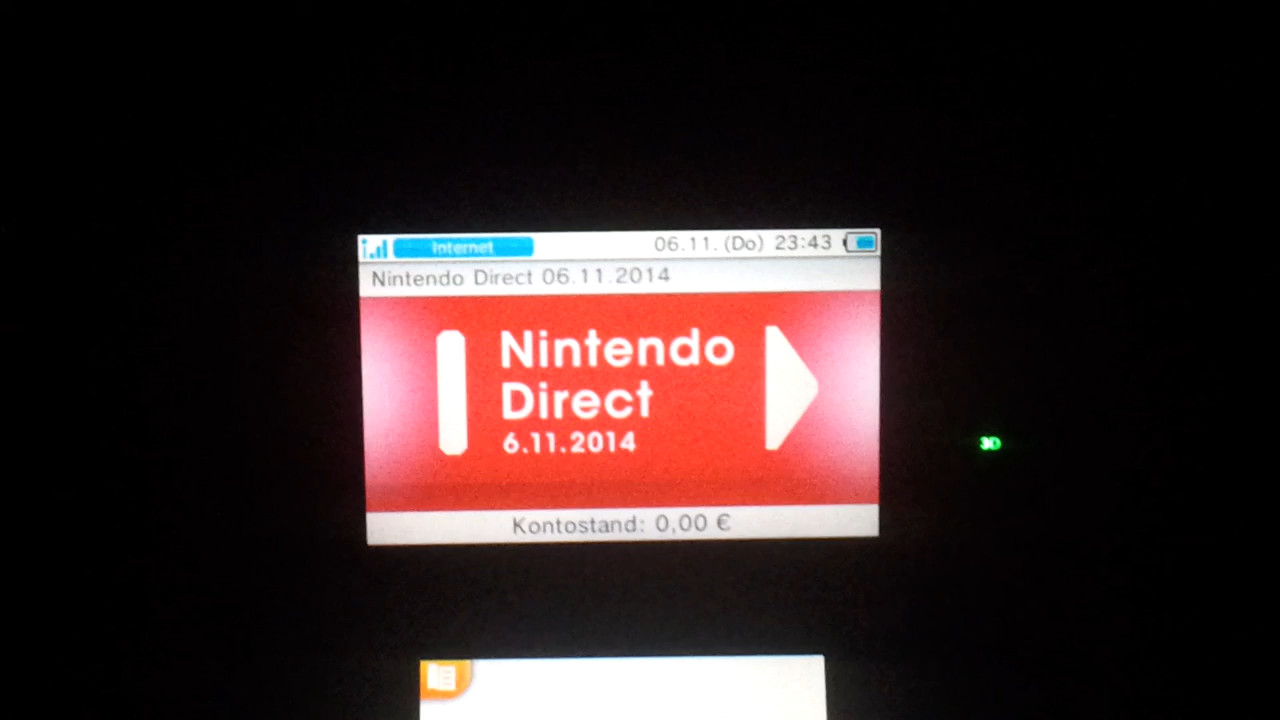 Internet 06.11. (Do) 23:43
Nintendo Direct 06.11.2014
Nintendo
Direct
6.11.2014
Kontostand: 0,00 €
3D